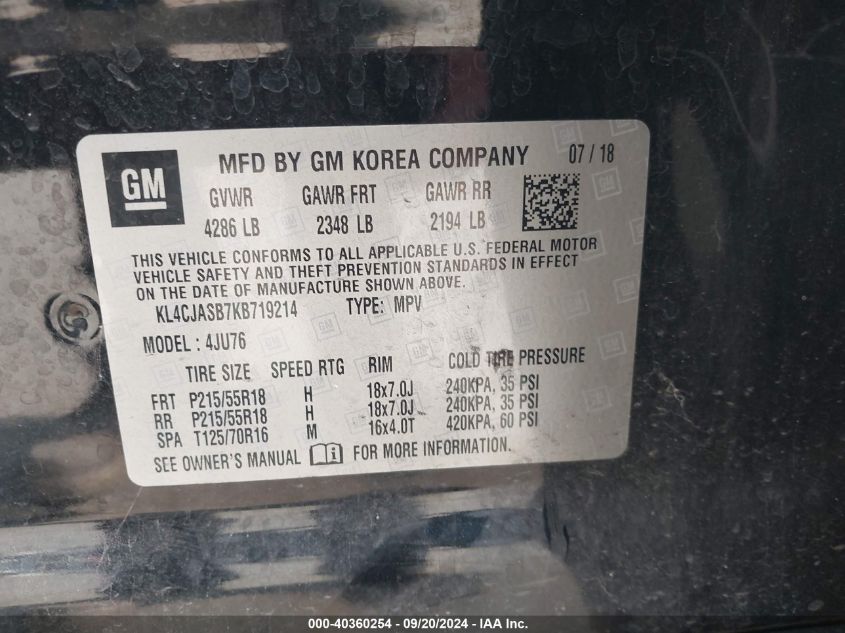 GM
MFD BY GM KOREA COMPANY 07 / 18
GVWR GAWR FRT GAWR RR
4286 LB 2348 LB 2194 LB
THIS VEHICLE CONFORMS TO ALL APPLICABLE U.S. FEDERAL MOTOR
VEHICLE SAFETY AND THEFT PREVENTION STANDARDS IN EFFECT
ON THE DATE OF MANUFACTURE SHOWN ABOVE.
KL4CJASB7KB719214 TYPE: MPV
MODEL : 4JU76
TIRE SIZE SPEED RTG RIM COLD TIRE PRESSURE
FRT P215/55R18 H 18x7.0J 240KPA, 35 PSI
RR P215/55R18 H 18x7.0J 240KPA, 35 PSI
SPA T125/70R16 M 16x4.0T 420KPA, 60 PSI
SEE OWNER'S MANUAL FOR MORE INFORMATION.
000-40360254 - 09/20/2024 - IAA Inc.